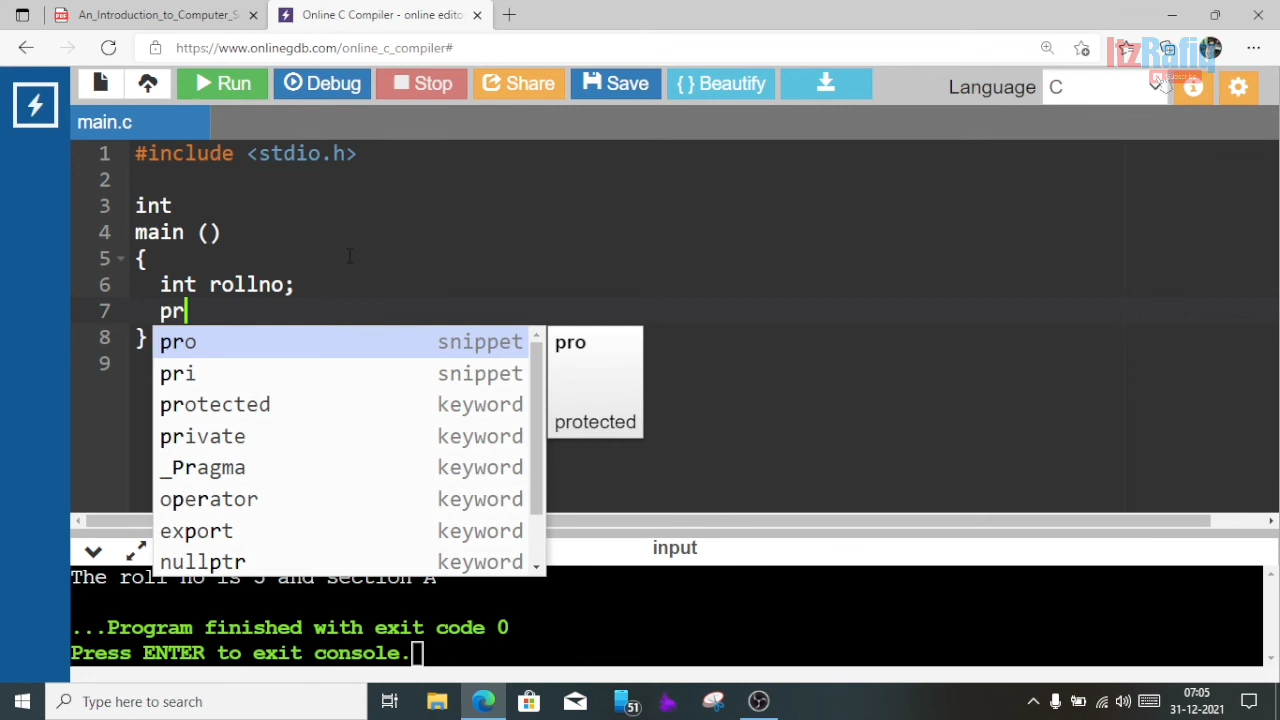 An_Introduction_to_Computer_S
Online C Compiler - online edito
https://www.onlinegdb.com/online_c_compiler#
ItzRafiq
Subscribe
Run
Debug
Stop
Share
Save
{ } Beautify
Language
C
main.c
1 #include <stdio.h>
2
3 int
4 main ()
5 {
6 int rollno;
7 pr
8 }
9
pro snippet
pri snippet
protected keyword
private keyword
_Pragma keyword
operator keyword
export keyword
nullptr keyword
pro
protected
input
The roll no is 5 and section A
...Program finished with exit code 0
Press ENTER to exit console.
Type here to search
51
07:05
31-12-2021